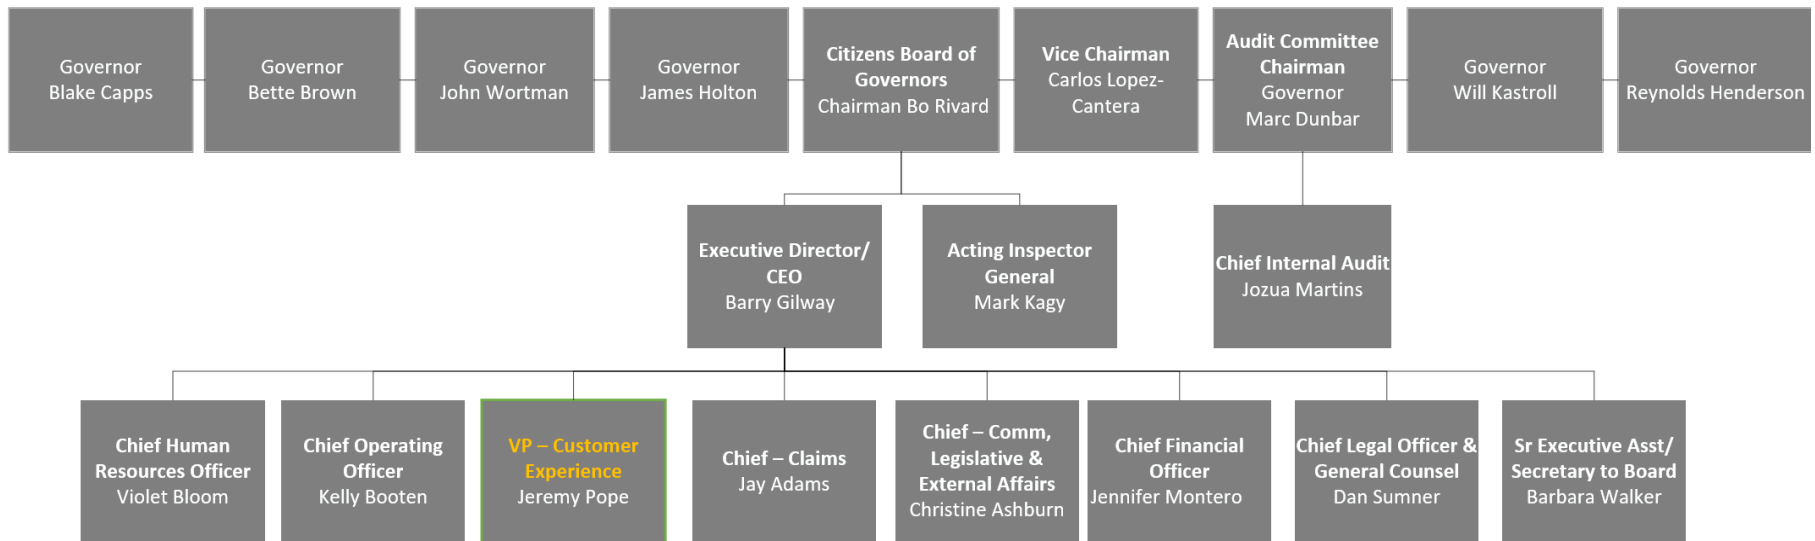 Governor
Blake Capps
Governor
Bette Brown
Governor
John Wortman
Governor
James Holton
Citizens Board of
Governors
Chairman Bo Rivard
Vice Chairman
Carlos Lopez-
Cantera
Audit Committee
Chairman
Governor
Marc Dunbar
Governor
Will Kastroll
Governor
Reynolds Henderson
Executive Director/
CEO
Barry Gilway
Acting Inspector
General
Mark Kagy
Chief Internal Audit
Jozua Martins
Chief Human
Resources Officer
Violet Bloom
Chief Operating
Officer
Kelly Booten
VP – Customer
Experience
Jeremy Pope
Chief – Claims
Jay Adams
Chief – Comm,
Legislative &
External Affairs
Christine Ashburn
Chief Financial
Officer
Jennifer Montero
Chief Legal Officer &
General Counsel
Dan Sumner
Sr Executive Asst/
Secretary to Board
Barbara Walker